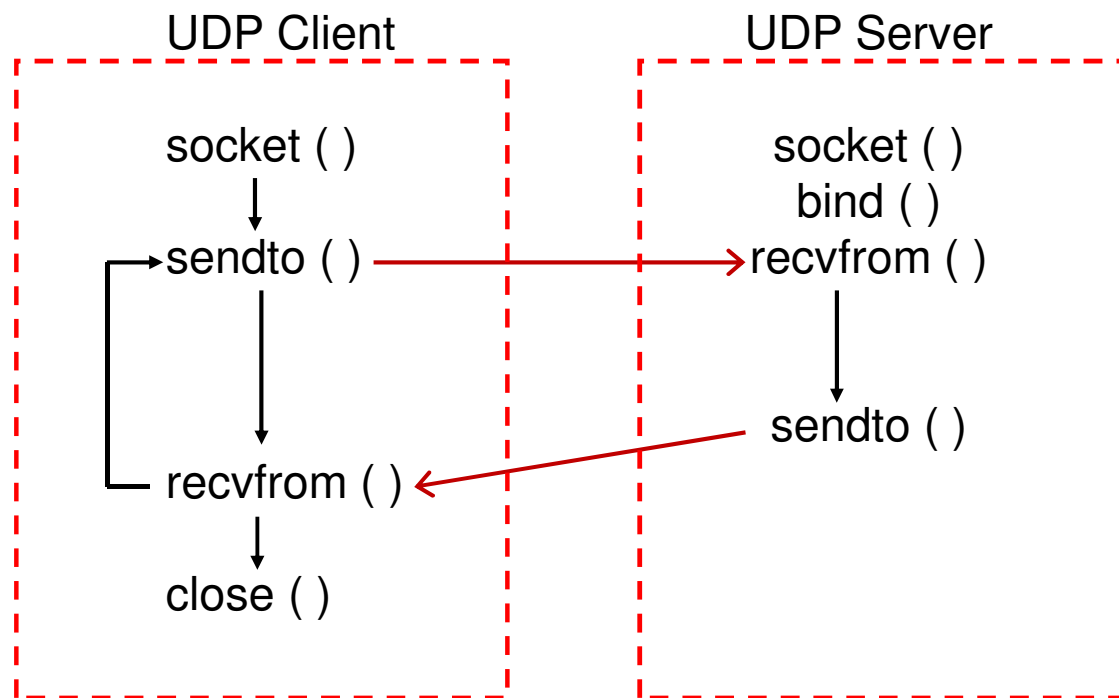 UDP Client
socket ( )
sendto ( )
recvfrom ( )
close ( )
UDP Server
socket ( )
bind ( )
recvfrom ( )
sendto ( )